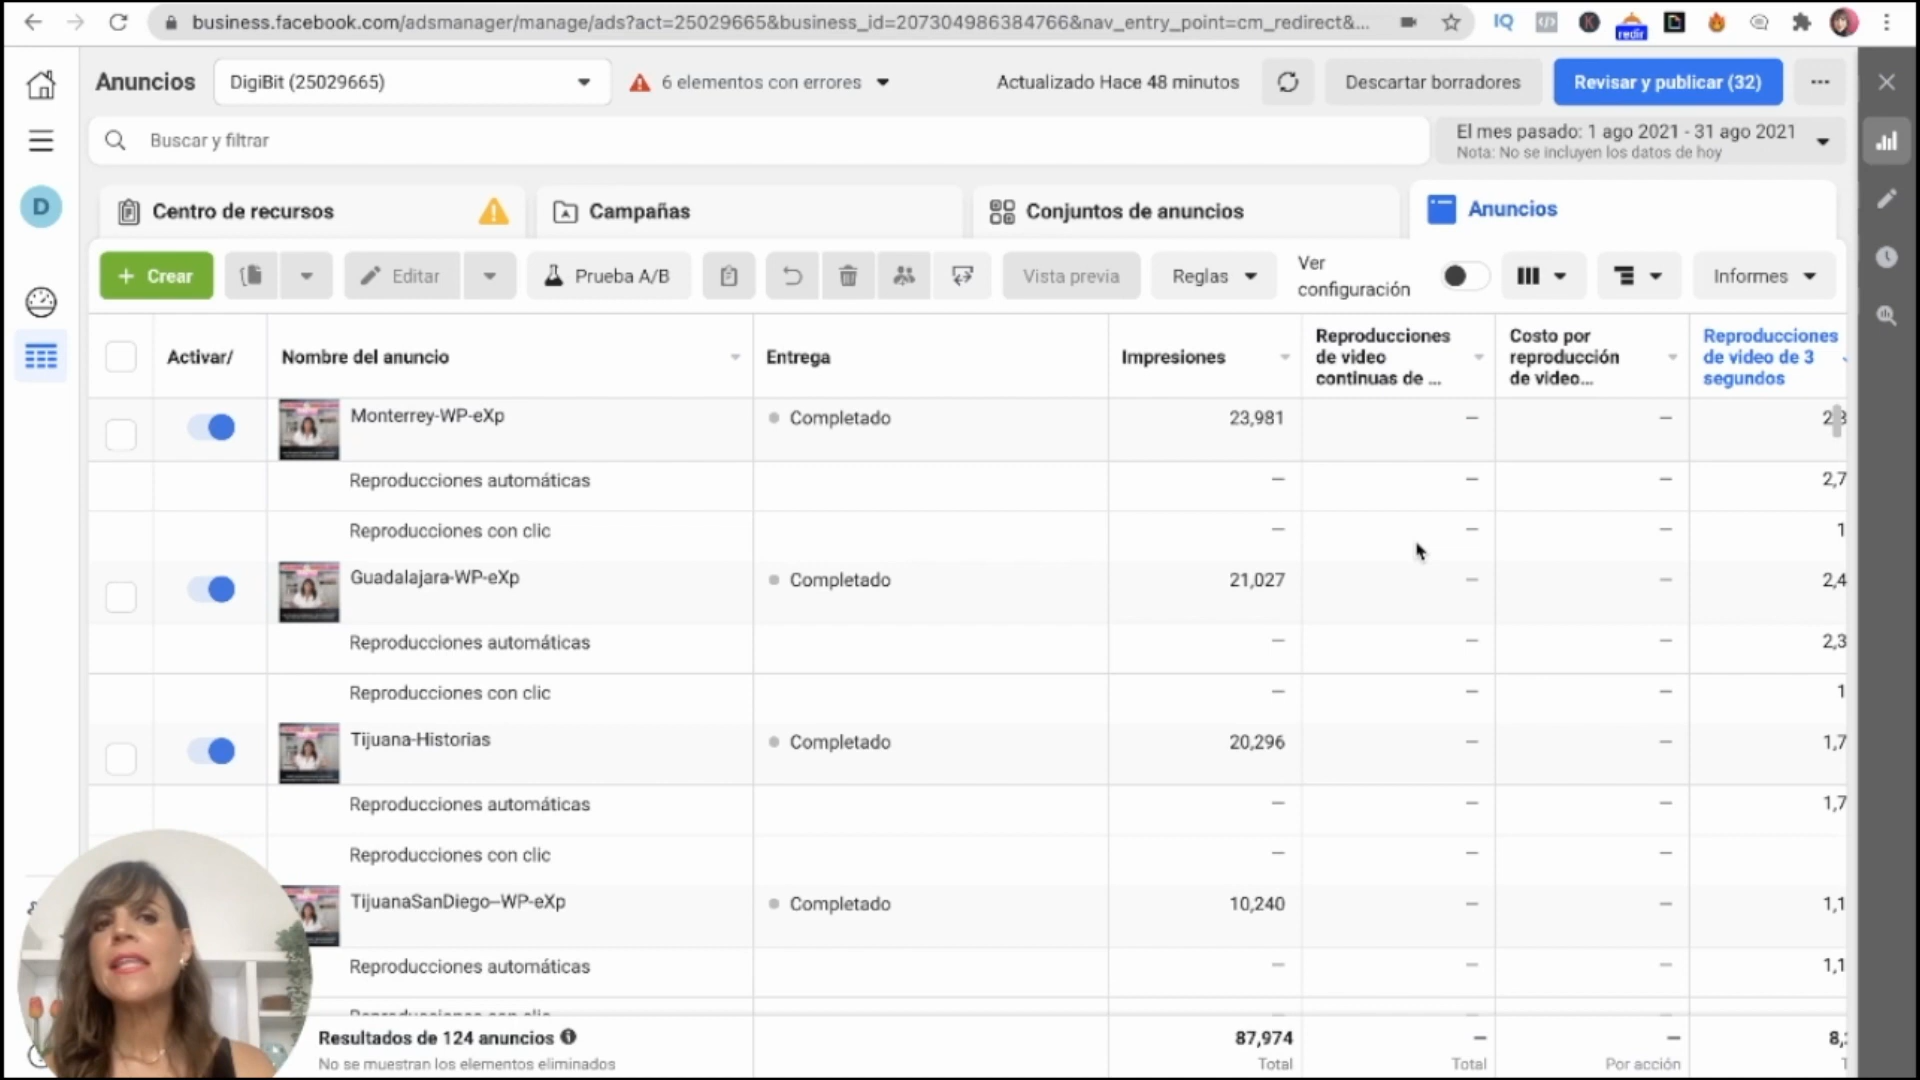 business.facebook.com/adsmanager/manage/ads?act=25029665&business_id=207304986384766&nav_entry_point=cm_redirect&...
IQ
K
redir
Anuncios
DigiBit (25029665)
6 elementos con errores
Actualizado Hace 48 minutos
Descartar borradores
Revisar y publicar (32)
Buscar y filtrar
El mes pasado: 1 ago 2021 - 31 ago 2021
Nota: No se incluyen los datos de hoy
D
Centro de recursos
Campañas
Conjuntos de anuncios
Anuncios
+ Crear
Editar
Prueba A/B
Vista previa
Reglas
Ver
configuración
Informes
Activar/
Nombre del anuncio
Entrega
Impresiones
Reproducciones
de video
continuas de ...
Costo por
reproducción
de video...
Reproducciones
de video de 3
segundos
Monterrey-WP-eXp
Completado
23,981
—
—
Reproducciones automáticas
—
—
—
2,7
Reproducciones con clic
—
—
—
1
Guadalajara-WP-eXp
Completado
21,027
—
—
2,4
Reproducciones automáticas
—
—
—
2,3
Reproducciones con clic
—
—
—
1
Tijuana-Historias
Completado
20,296
—
—
1,7
Reproducciones automáticas
—
—
—
1,7
Reproducciones con clic
—
—
—
TijuanaSanDiego–WP-eXp
Completado
10,240
—
—
1,1
Reproducciones automáticas
—
—
—
1,1
Reproducciones con clic
Resultados de 124 anuncios
No se muestran los elementos eliminados
87,974
Total
—
Total
—
Por acción
8,